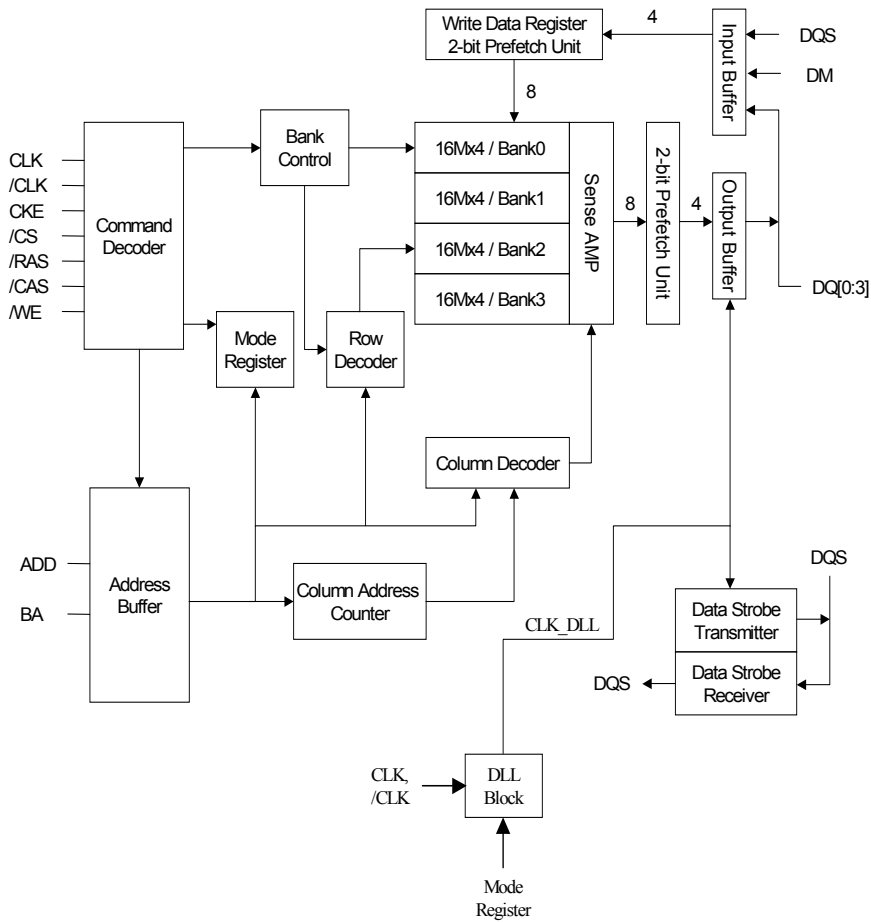 Write Data Register
2-bit Prefetch Unit
4
Input Buffer
DQS
DM
8
Bank
Control
16Mx4 / Bank0
16Mx4 / Bank1
16Mx4 / Bank2
16Mx4 / Bank3
Sense AMP
8
2-bit Prefetch Unit
4
Output Buffer
DQ[0:3]
CLK
/CLK
CKE
/CS
/RAS
/CAS
/WE
Command
Decoder
Mode
Register
Row
Decoder
Column Decoder
ADD
BA
Address
Buffer
Column Address
Counter
CLK_DLL
DQS
Data Strobe
Transmitter
Data Strobe
Receiver
DQS
CLK,
/CLK
DLL
Block
Mode
Register